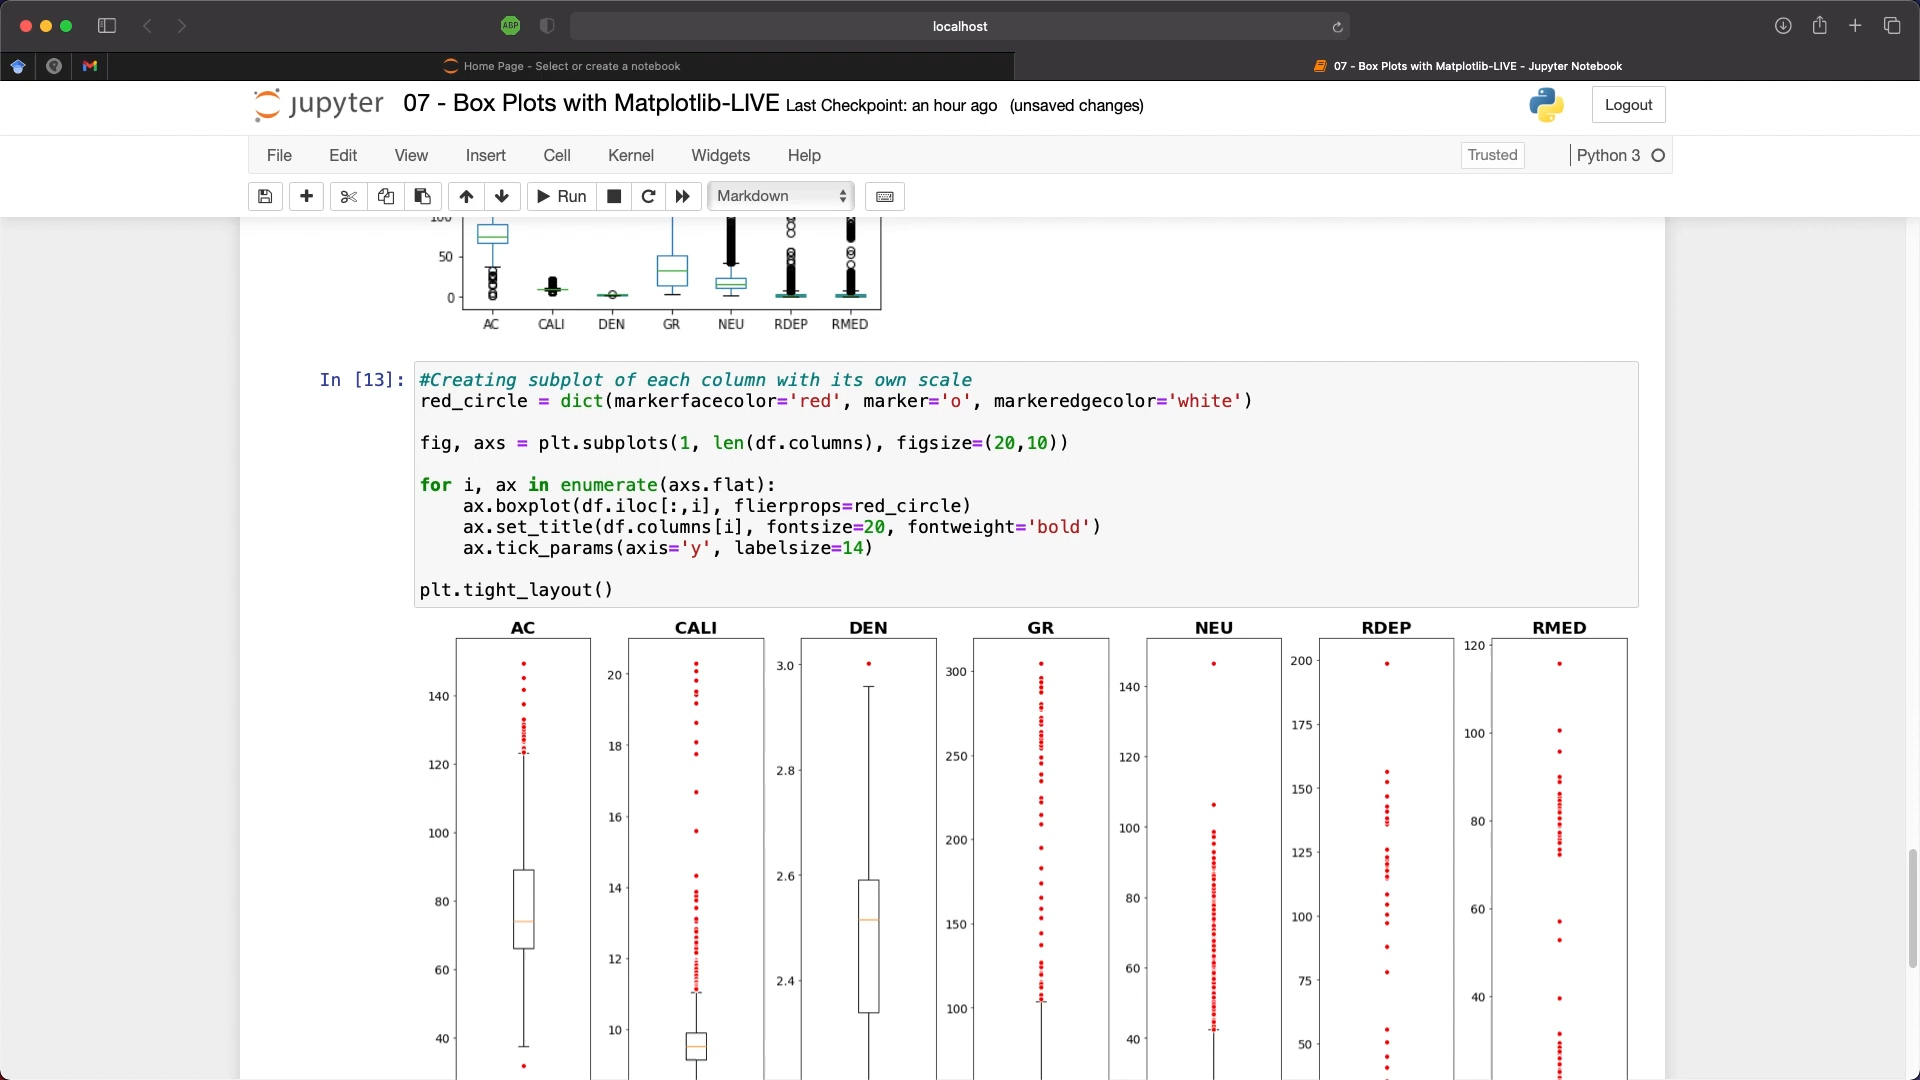 localhost
ABP
Home Page - Select or create a notebook
07 - Box Plots with Matplotlib-LIVE - Jupyter Notebook
jupyter 07 - Box Plots with Matplotlib-LIVE Last Checkpoint: an hour ago (unsaved changes)
Logout
File Edit View Insert Cell Kernel Widgets Help
Trusted Python 3
Run Markdown
100
50
0
AC CALI DEN GR NEU RDEP RMED
In [13]: #Creating subplot of each column with its own scale
red_circle = dict(markerfacecolor='red', marker='o', markeredgecolor='white')
fig, axs = plt.subplots(1, len(df.columns), figsize=(20,10))
for i, ax in enumerate(axs.flat):
    ax.boxplot(df.iloc[:,i], flierprops=red_circle)
    ax.set_title(df.columns[i], fontsize=20, fontweight='bold')
    ax.tick_params(axis='y', labelsize=14)
plt.tight_layout()
AC
140
120
100
80
60
40
CALI
20
18
16
14
12
10
DEN
3.0
2.8
2.6
2.4
GR
300
250
200
150
100
NEU
140
120
100
80
60
40
RDEP
200
175
150
125
100
75
50
RMED
120
100
80
60
40